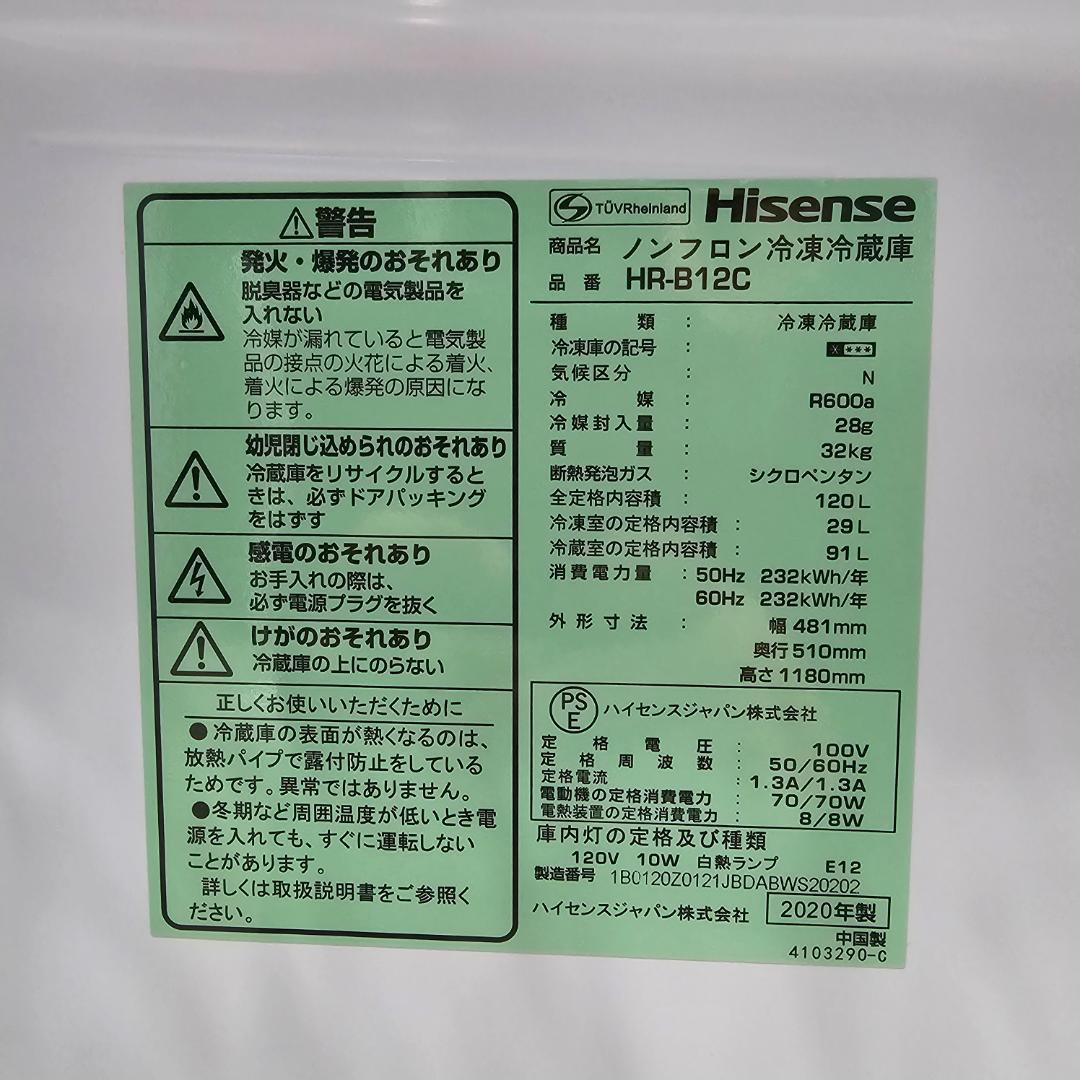 警告
発火・爆発のおそれあり
脱臭器などの電気製品を
入れない
冷媒が漏れていると電気製
品の接点の火花による着火、
着火による爆発の原因にな
ります。
幼児閉じ込められのおそれあり
冷蔵庫をリサイクルすると
きは、必ずドアパッキング
をはずす
感電のおそれあり
お手入れの際は、
必ず電源プラグを抜く
けがのおそれあり
冷蔵庫の上にのらない
正しくお使いいただくために
●冷蔵庫の表面が熱くなるのは、
放熱パイプで露付防止をしている
ためです。異常ではありません。
●冬期など周囲温度が低いとき電
源を入れても、すぐに運転しない
ことがあります。
詳しくは取扱説明書をご参照く
ださい。
TÜVRheinland Hisense
商品名 ノンフロン冷凍冷蔵庫
品番 HR-B12C
種類 : 冷凍冷蔵庫
冷凍庫の記号 : * ***
気候区分 : N
冷媒 : R600a
冷媒封入量 : 28g
質量 : 32kg
断熱発泡ガス : シクロペンタン
全定格内容積 : 120L
冷凍室の定格内容積 : 29L
冷蔵室の定格内容積 : 91L
消費電力量 : 50Hz 232kWh/年
60Hz 232kWh/年
外形寸法 : 幅 481mm
奥行 510mm
高さ 1180mm
PSE ハイセンスジャパン株式会社
定格電圧 : 100V
定格周波数 : 50/60Hz
定格電流 : 1.3A/1.3A
電動機の定格消費電力 : 70/70W
電熱装置の定格消費電力 : 8/8W
庫内灯の定格及び種類
120V 10W 白熱ランプ E12
製造番号 1B0120Z0121JBDABWS20202
ハイセンスジャパン株式会社 2020年製
中国製
4103290-C